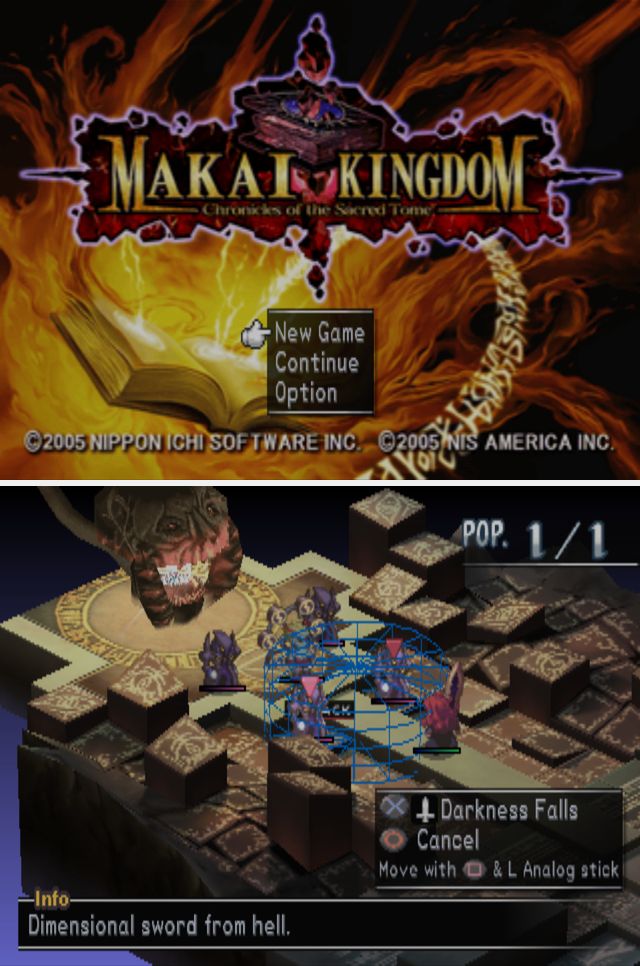 MAKAI KINGDOM
Chronicles of the Sacred Tome
New Game
Continue
Option
©2005 NIPPON ICHI SOFTWARE INC. ©2005 NIS AMERICA INC.
POP. 1/1
Darkness Falls
Cancel
Move with & L Analog stick
Info
Dimensional sword from hell.